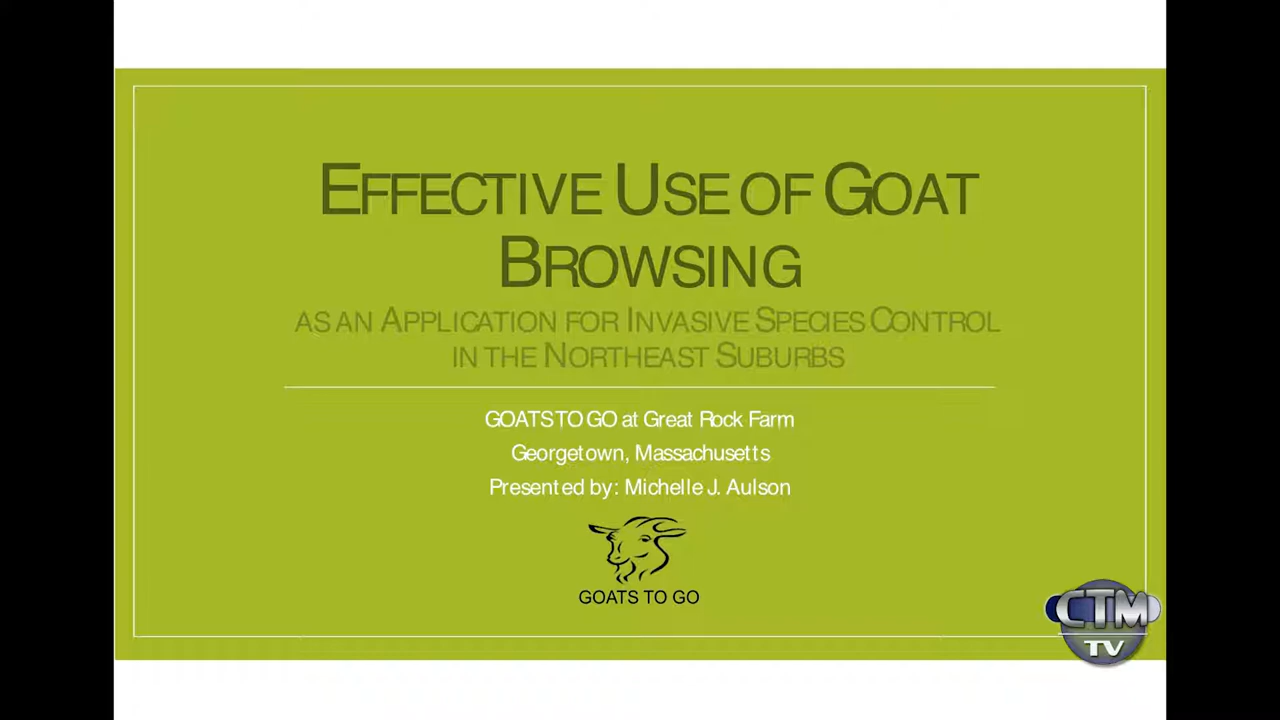 EFFECTIVE USE OF GOAT
BROWSING
AS AN APPLICATION FOR INVASIVE SPECIES CONTROL
IN THE NORTHEAST SUBURBS
GOATS TO GO at Great Rock Farm
Georgetown, Massachusetts
Presented by: Michelle J. Aulson
GOATS TO GO
CTM
TV